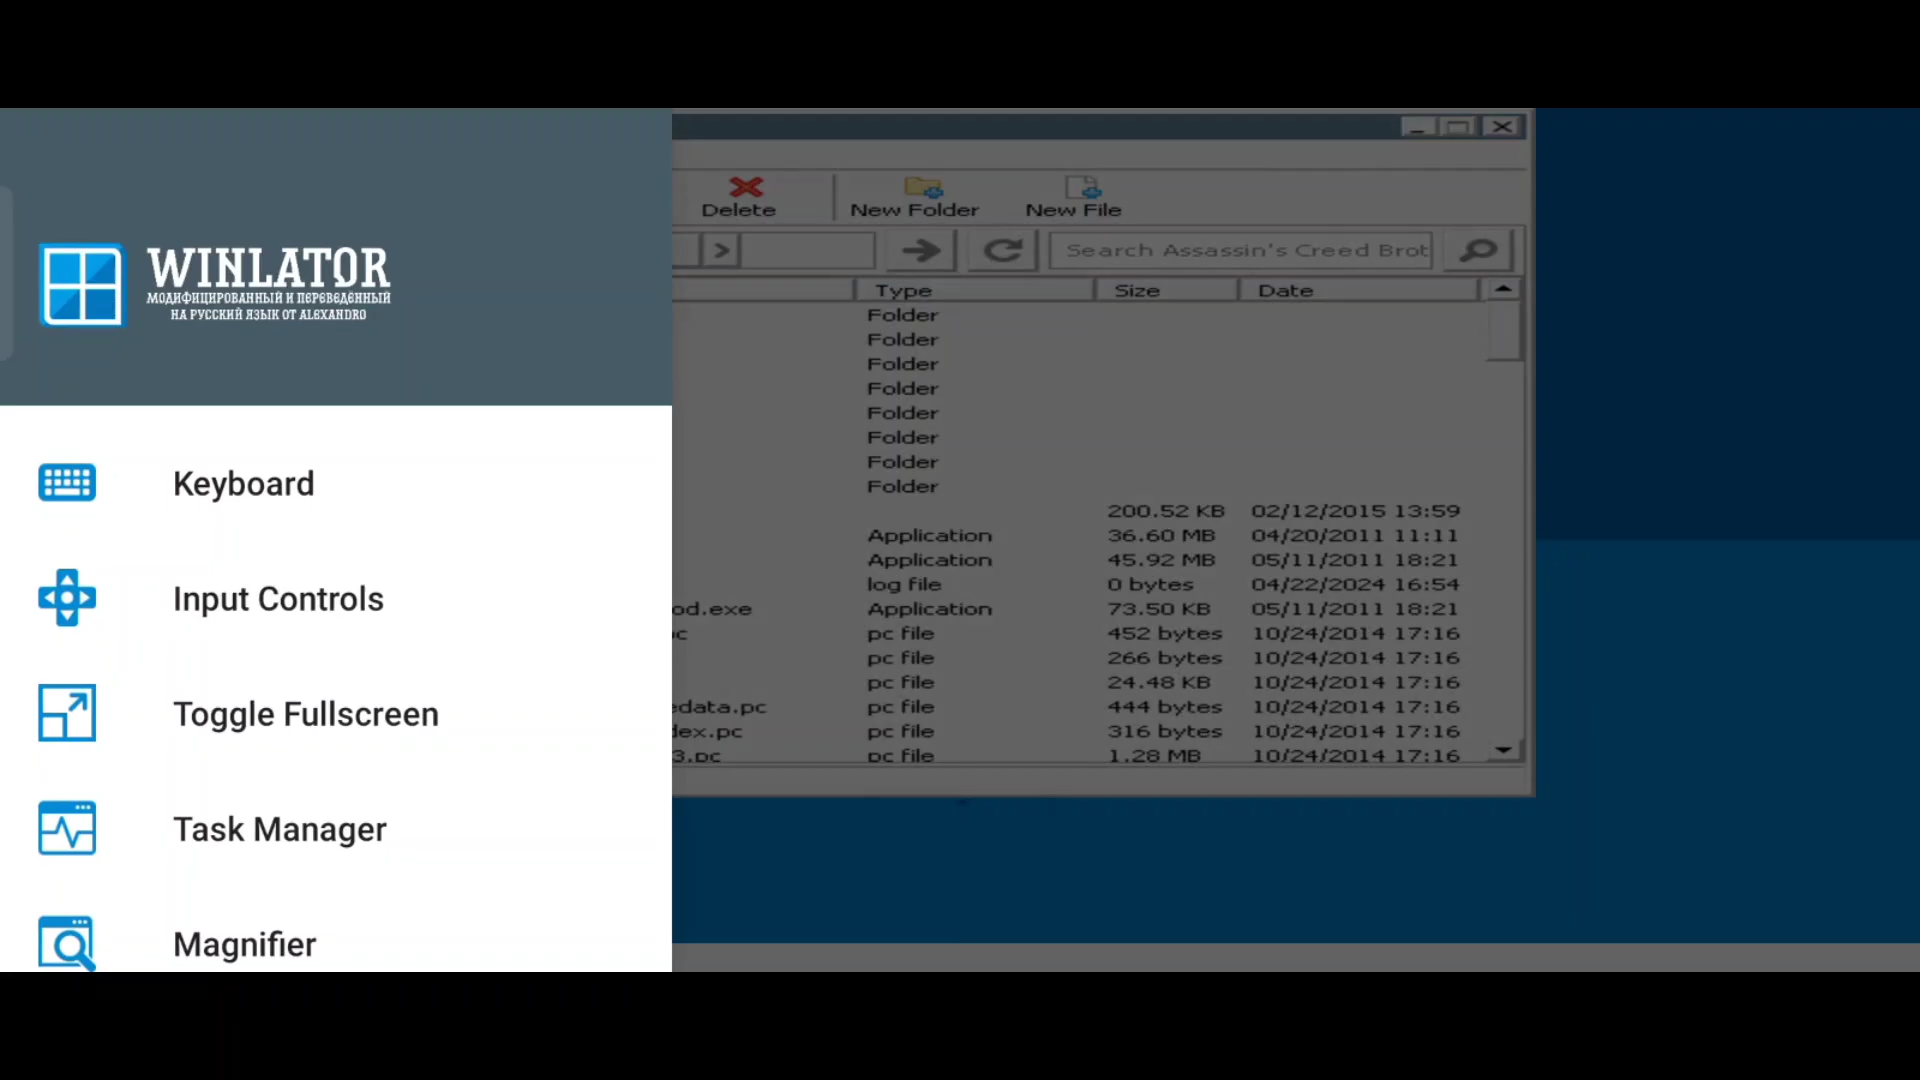 WINLATOR
МОДИФИЦИРОВАННЫЙ И ПЕРЕВЕДЁННЫЙ
НА РУССКИЙ ЯЗЫК ОТ ALEXANDRO
Keyboard
Input Controls
Toggle Fullscreen
Task Manager
Magnifier
Delete
New Folder
New File
> Search Assassin's Creed Brot
Type Size Date
Folder
Folder
Folder
Folder
Folder
Folder
Folder
Folder
200.52 KB 02/12/2015 13:59
Application 36.60 MB 04/20/2011 11:11
Application 45.92 MB 05/11/2011 18:21
log file 0 bytes 04/22/2024 16:54
od.exe Application 73.50 KB 05/11/2011 18:21
c pc file 452 bytes 10/24/2014 17:16
pc file 266 bytes 10/24/2014 17:16
pc file 24.48 KB 10/24/2014 17:16
edata.pc pc file 444 bytes 10/24/2014 17:16
dex.pc pc file 316 bytes 10/24/2014 17:16
3.pc pc file 1.28 MB 10/24/2014 17:16